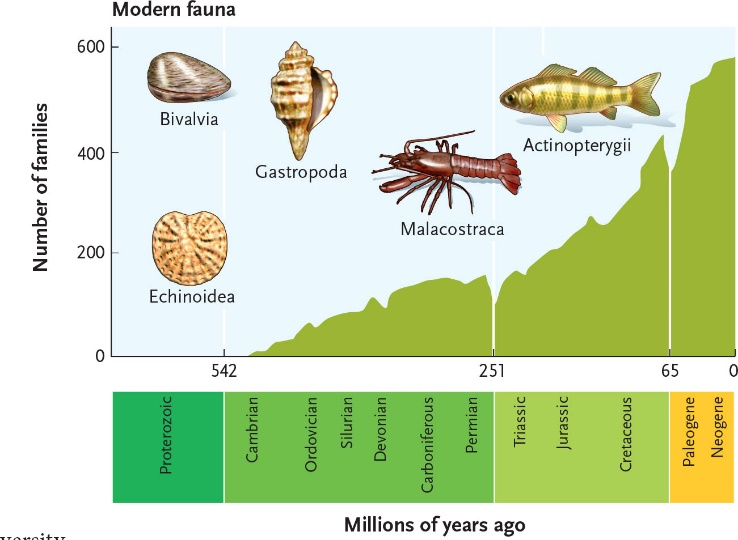 Modern fauna
Number of families
600
400
200
0
Bivalvia
Gastropoda
Actinopterygii
Malacostraca
Echinoidea
542
251
65
0
Proterozoic
Cambrian
Ordovician
Silurian
Devonian
Carboniferous
Permian
Triassic
Jurassic
Cretaceous
Paleogene
Neogene
Millions of years ago